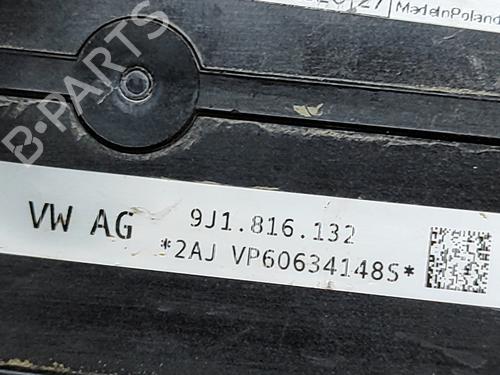 MadeInPoland
B-PARTS
VW AG 9J1.816.132
*2AJ VP60634148S*